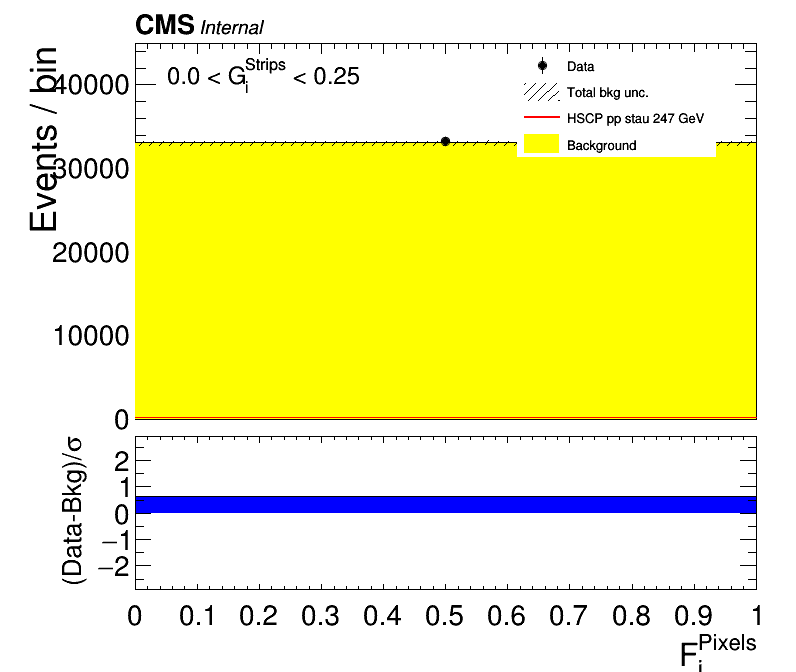 CMS Internal
0.0 < G_i^Strips < 0.25
Data
Total bkg unc.
HSCP pp stau 247 GeV
Background
Events / bin
40000
30000
20000
10000
0
(Data-Bkg)/σ
2
1
0
−1
−2
0 0.1 0.2 0.3 0.4 0.5 0.6 0.7 0.8 0.9 1
F_i^Pixels